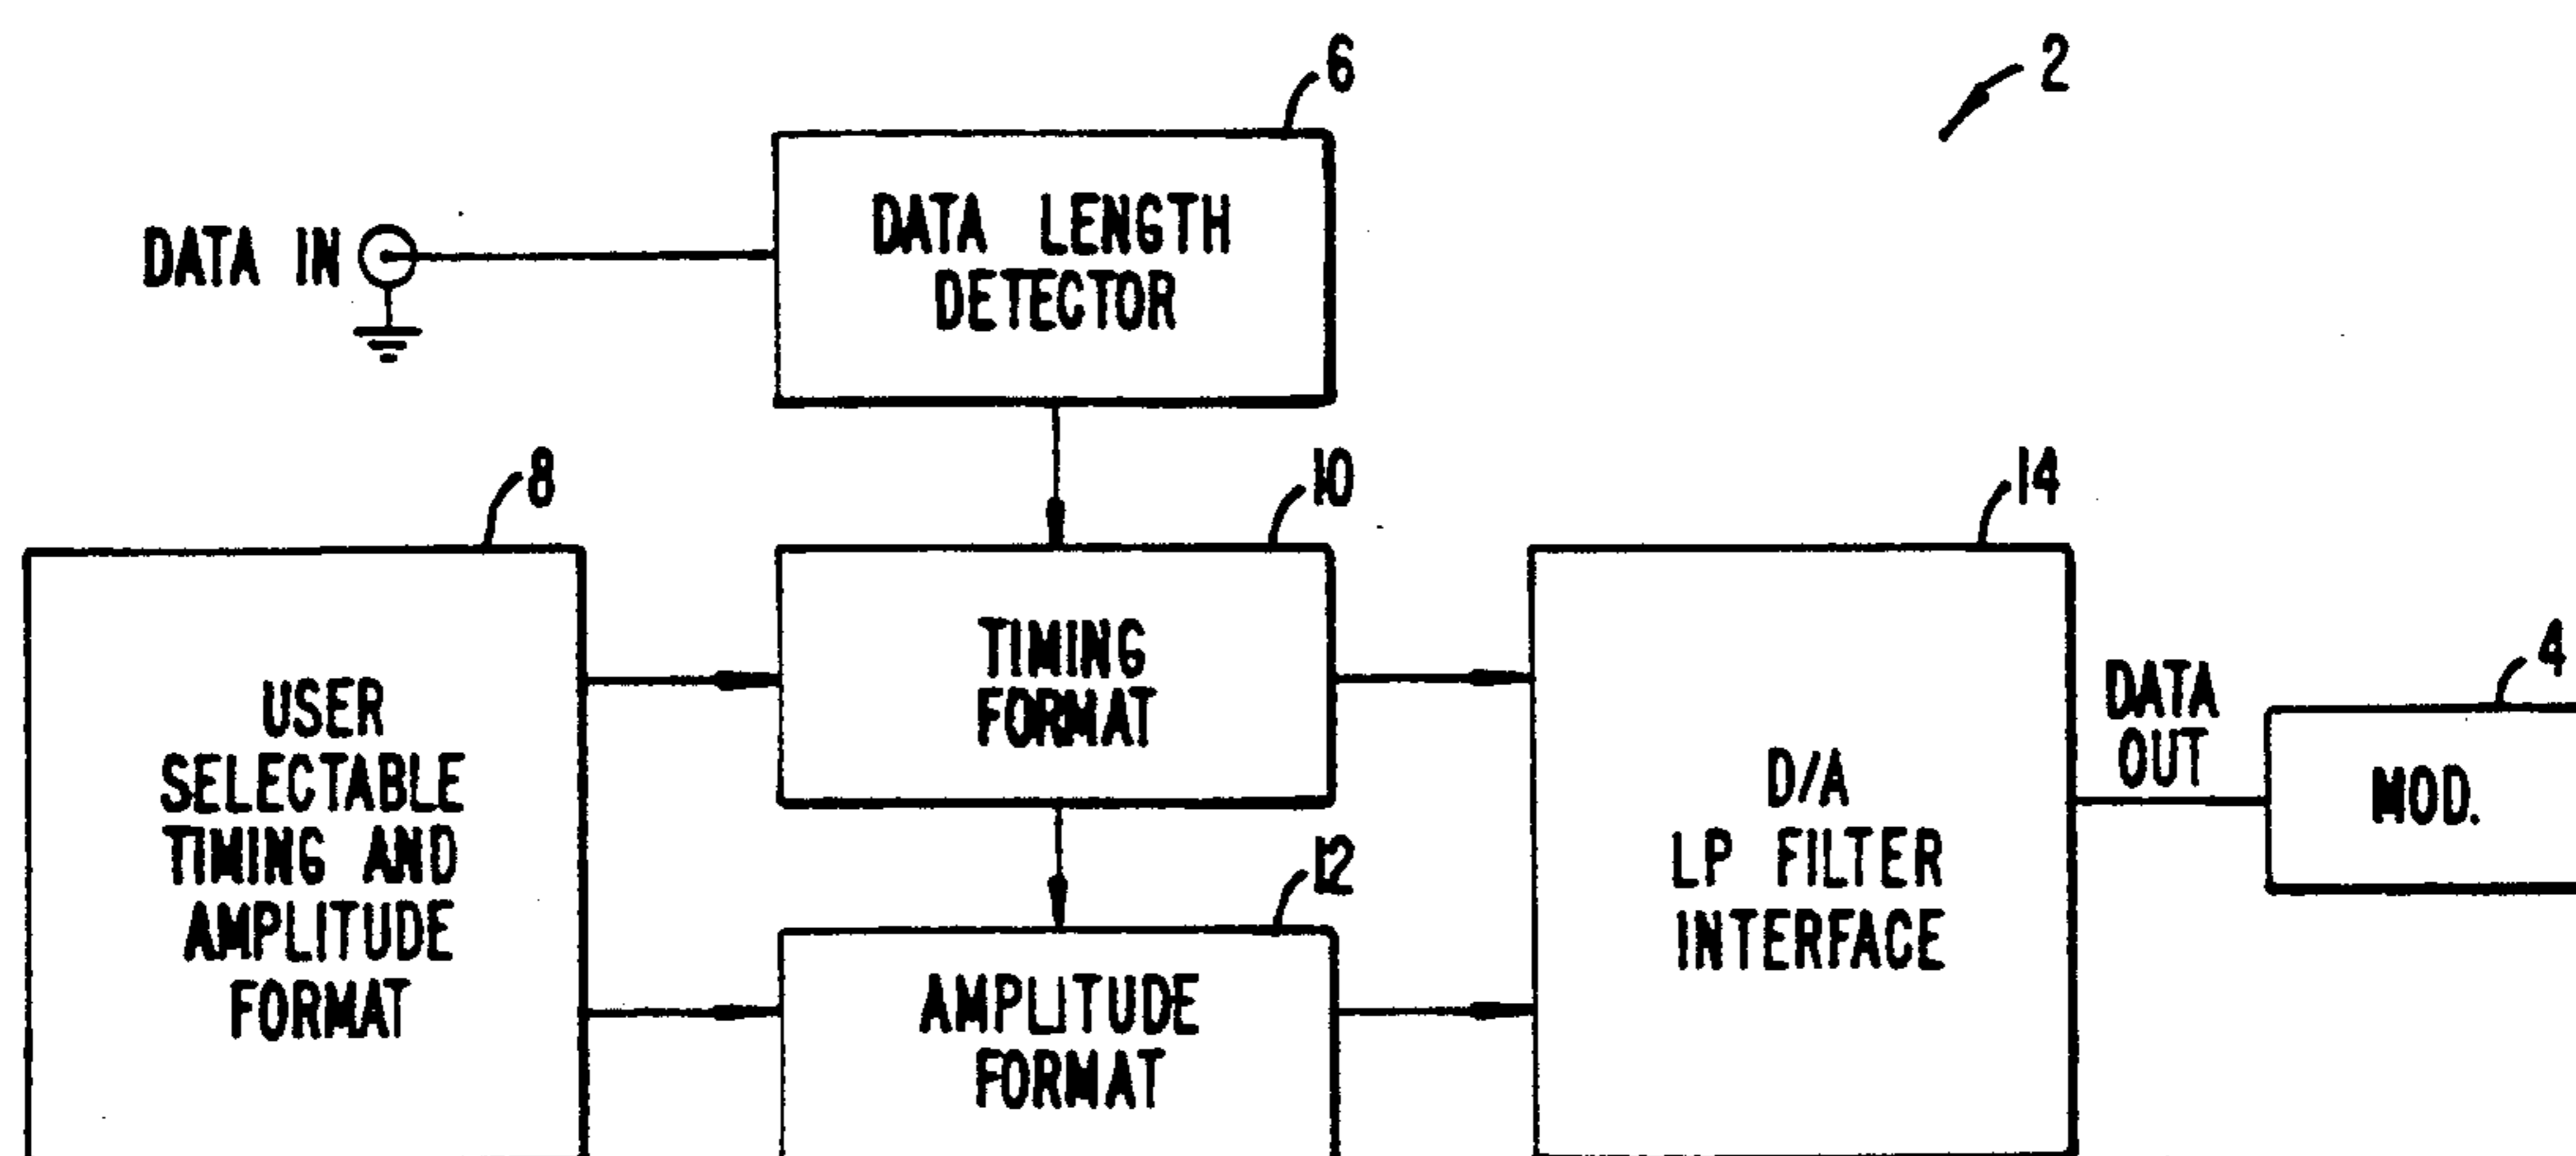 6
2
DATA IN
DATA LENGTH
DETECTOR
8
10
14
USER
SELECTABLE
TIMING AND
AMPLITUDE
FORMAT
TIMING
FORMAT
12
AMPLITUDE
FORMAT
D/A
LP FILTER
INTERFACE
DATA
OUT
4
MOD.